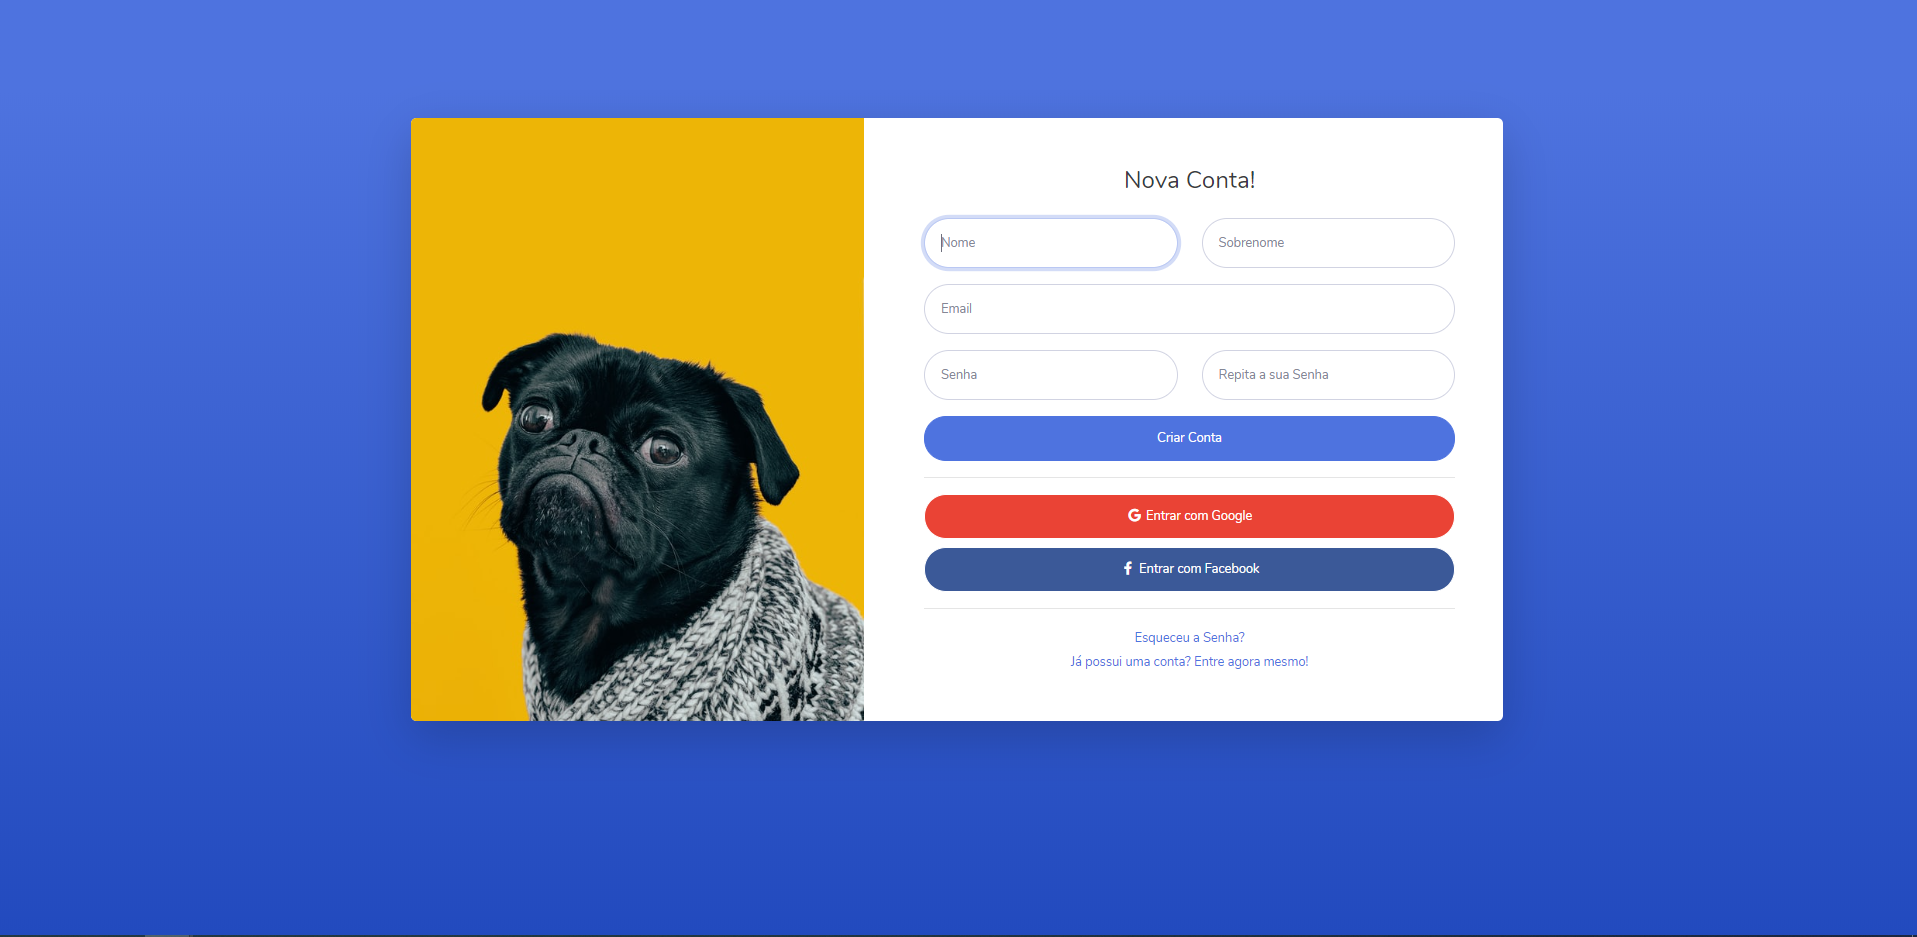 Nova Conta!
Nome
Sobrenome
Email
Senha
Repita a sua Senha
Criar Conta
Entrar com Google
Entrar com Facebook
Esqueceu a Senha?
Já possui uma conta? Entre agora mesmo!